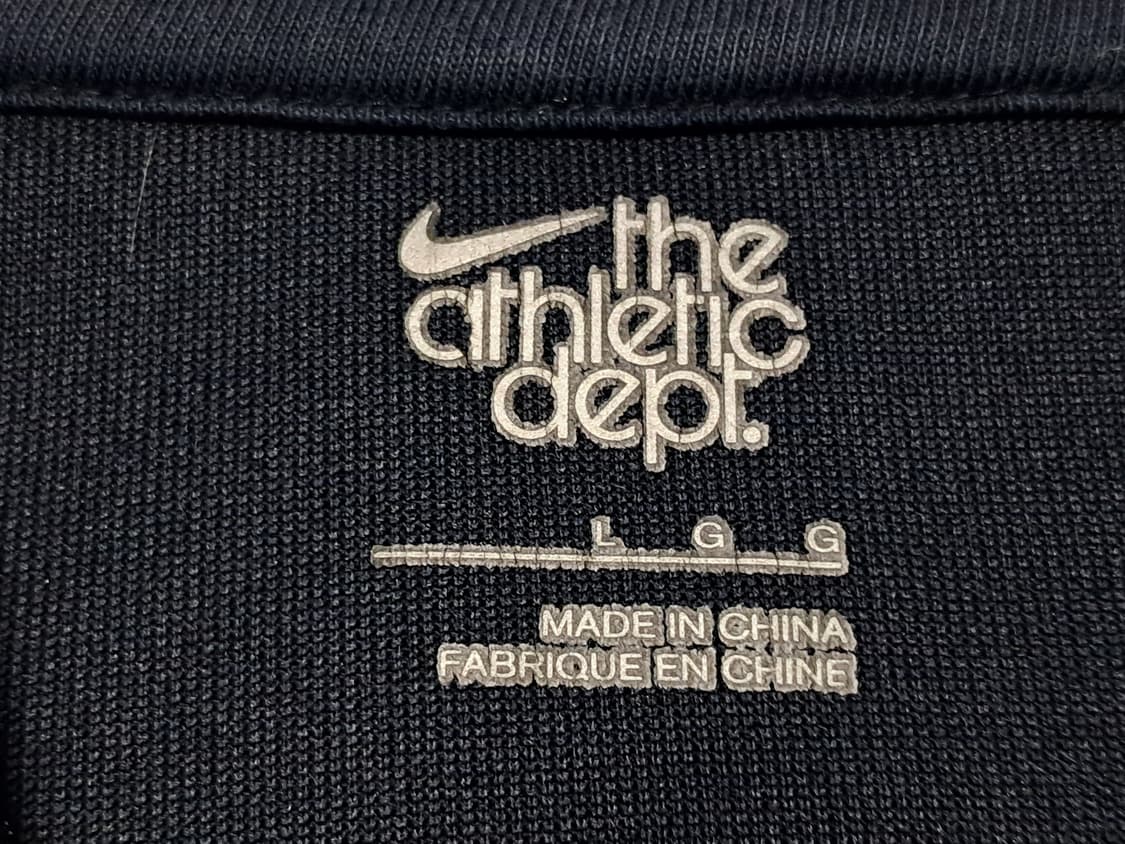 the
athletic
dept.
L G G
MADE IN CHINA
FABRIQUE EN CHINE